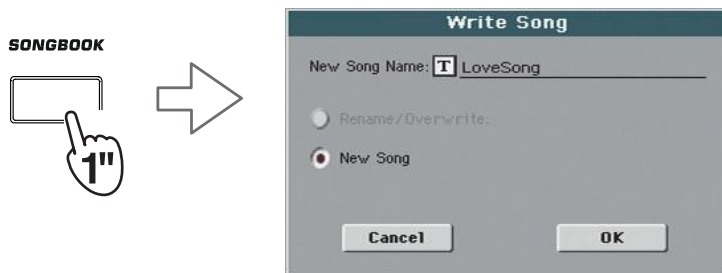 SONGBOOK
1"
Write Song
New Song Name: T LoveSong
Rename/Overwrite:
New Song
Cancel OK